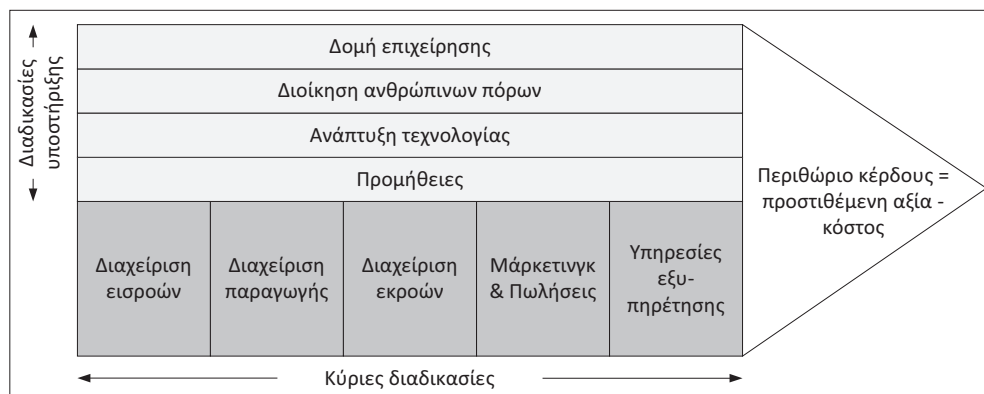 Διαδικασίες
υποστήριξης
Δομή επιχείρησης
Διοίκηση ανθρώπινων πόρων
Ανάπτυξη τεχνολογίας
Προμήθειες
Διαχείριση
εισροών
Διαχείριση
παραγωγής
Διαχείριση
εκροών
Μάρκετινγκ
& Πωλήσεις
Υπηρεσίες
εξυ-
πηρέτησης
Περιθώριο κέρδους =
προστιθέμενη αξία -
κόστος
Κύριες διαδικασίες